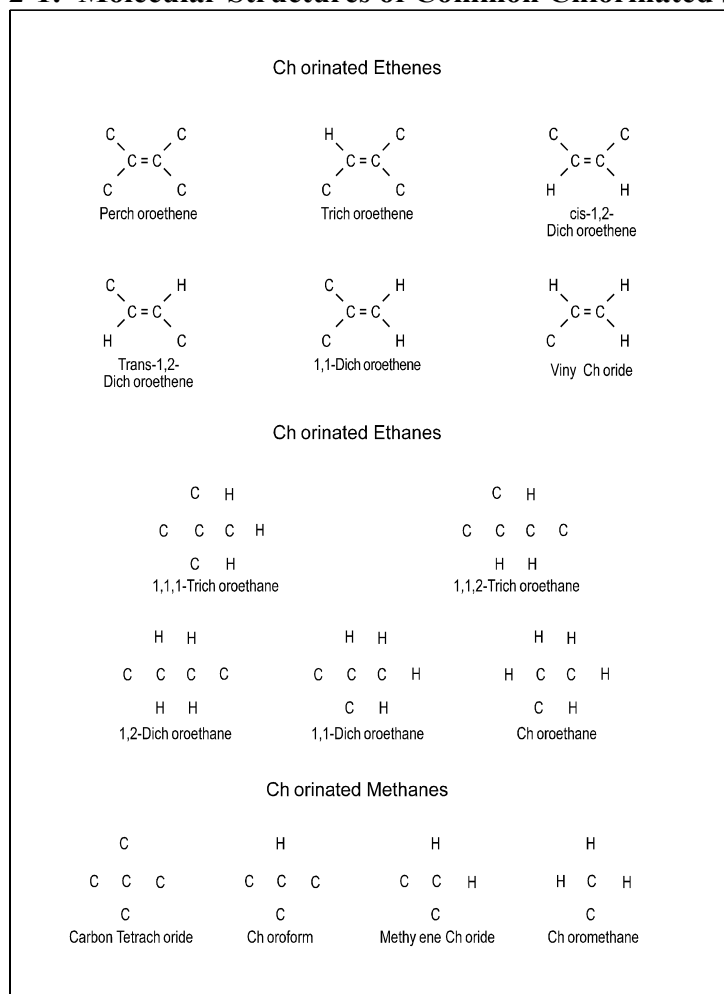 2-1. Molecular Structures of Common Chlorinated
Ch orinated Ethenes
C C H C C C
C = C C = C C = C
C C C C H H
Perch oroethene Trich oroethene cis-1,2-
Dich oroethene
C H C H H H
C = C C = C C = C
H C C H C H
Trans-1,2- 1,1-Dich oroethene Viny Ch oride
Dich oroethene
Ch orinated Ethanes
C H C H
C C C H C C C C
C H H H
1,1,1-Trich oroethane 1,1,2-Trich oroethane
H H H H H H
C C C C C C C H H C C H
H H C H C H
1,2-Dich oroethane 1,1-Dich oroethane Ch oroethane
Ch orinated Methanes
C H H H
C C C C C C C C H H C H
C C C C
Carbon Tetrach oride Ch oroform Methy ene Ch oride Ch oromethane